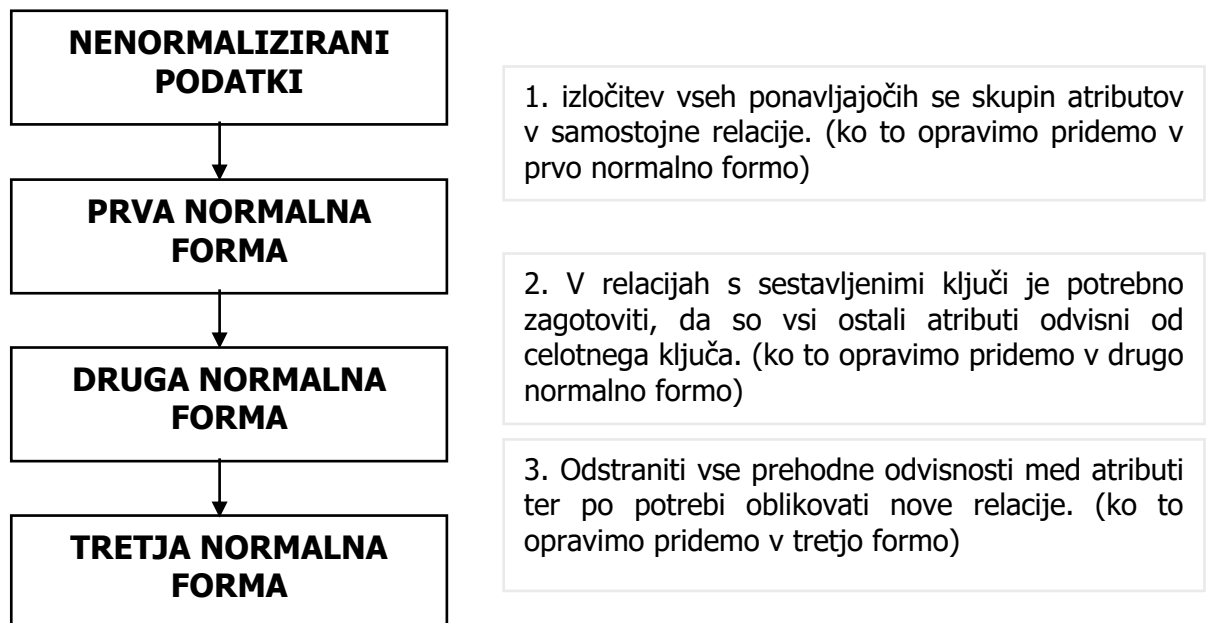 NENORMALIZIRANI
PODATKI
1. izločitev vseh ponavljajočih se skupin atributov
v samostojne relacije. (ko to opravimo pridemo v
prvo normalno formo)
PRVA NORMALNA
FORMA
2. V relacijah s sestavljenimi ključi je potrebno
zagotoviti, da so vsi ostali atributi odvisni od
celotnega ključa. (ko to opravimo pridemo v drugo
normalno formo)
DRUGA NORMALNA
FORMA
3. Odstraniti vse prehodne odvisnosti med atributi
ter po potrebi oblikovati nove relacije. (ko to
opravimo pridemo v tretjo formo)
TRETJA NORMALNA
FORMA